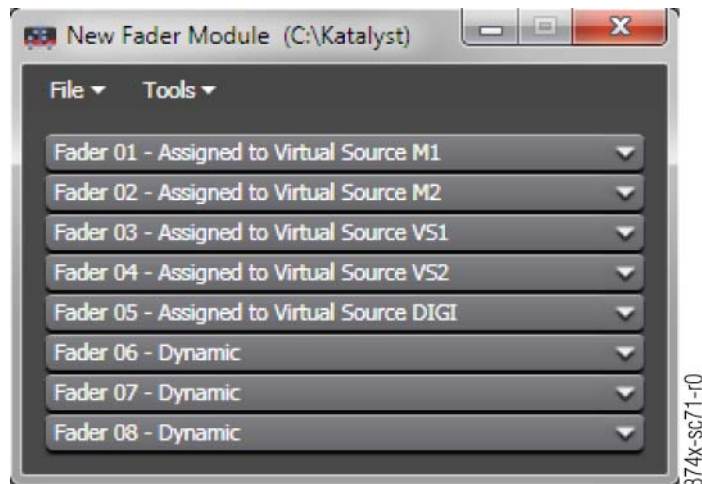 New Fader Module (C:\Katalyst)
File Tools
Fader 01 - Assigned to Virtual Source M1
Fader 02 - Assigned to Virtual Source M2
Fader 03 - Assigned to Virtual Source VS1
Fader 04 - Assigned to Virtual Source VS2
Fader 05 - Assigned to Virtual Source DIGI
Fader 06 - Dynamic
Fader 07 - Dynamic
Fader 08 - Dynamic
874x-sc71-r0